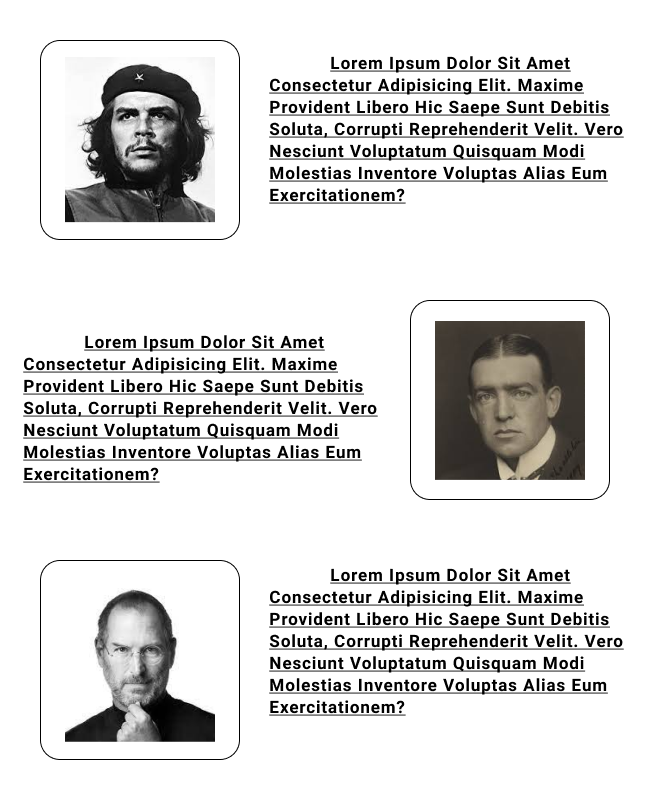 Lorem Ipsum Dolor Sit Amet
Consectetur Adipisicing Elit. Maxime
Provident Libero Hic Saepe Sunt Debitis
Soluta, Corrupti Reprehenderit Velit. Vero
Nesciunt Voluptatum Quisquam Modi
Molestias Inventore Voluptas Alias Eum
Exercitationem?
Lorem Ipsum Dolor Sit Amet
Consectetur Adipisicing Elit. Maxime
Provident Libero Hic Saepe Sunt Debitis
Soluta, Corrupti Reprehenderit Velit. Vero
Nesciunt Voluptatum Quisquam Modi
Molestias Inventore Voluptas Alias Eum
Exercitationem?
Lorem Ipsum Dolor Sit Amet
Consectetur Adipisicing Elit. Maxime
Provident Libero Hic Saepe Sunt Debitis
Soluta, Corrupti Reprehenderit Velit. Vero
Nesciunt Voluptatum Quisquam Modi
Molestias Inventore Voluptas Alias Eum
Exercitationem?